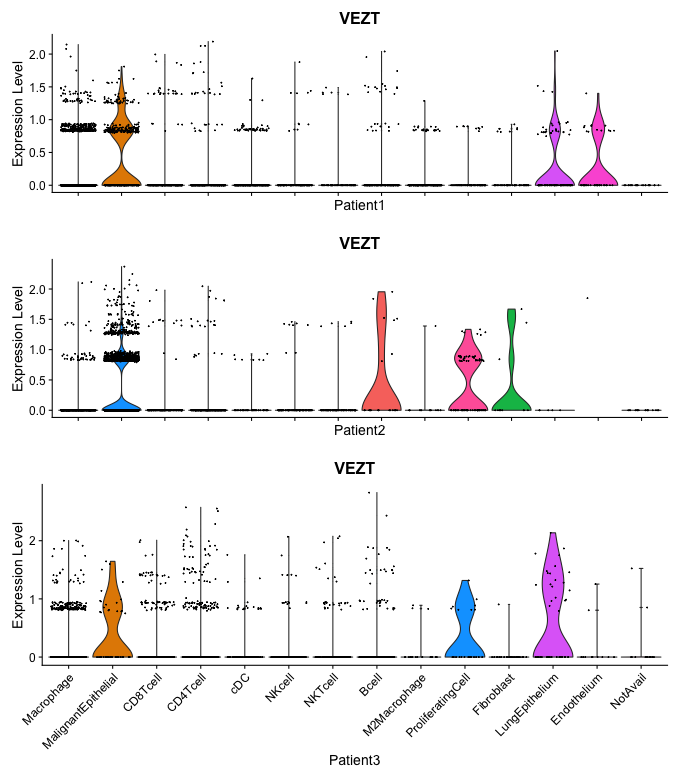 VEZT
Expression Level
2.0
1.5
1.0
0.5
0.0
Patient1
VEZT
Expression Level
2.0
1.5
1.0
0.5
0.0
Patient2
VEZT
Expression Level
2
1
0
Macrophage
MalignantEpithelial
CD8Tcell
CD4Tcell
cDC
NKcell
NKTcell
Bcell
M2Macrophage
ProliferatingCell
Fibroblast
LungEpithelium
Endothelium
NotAvail
Patient3